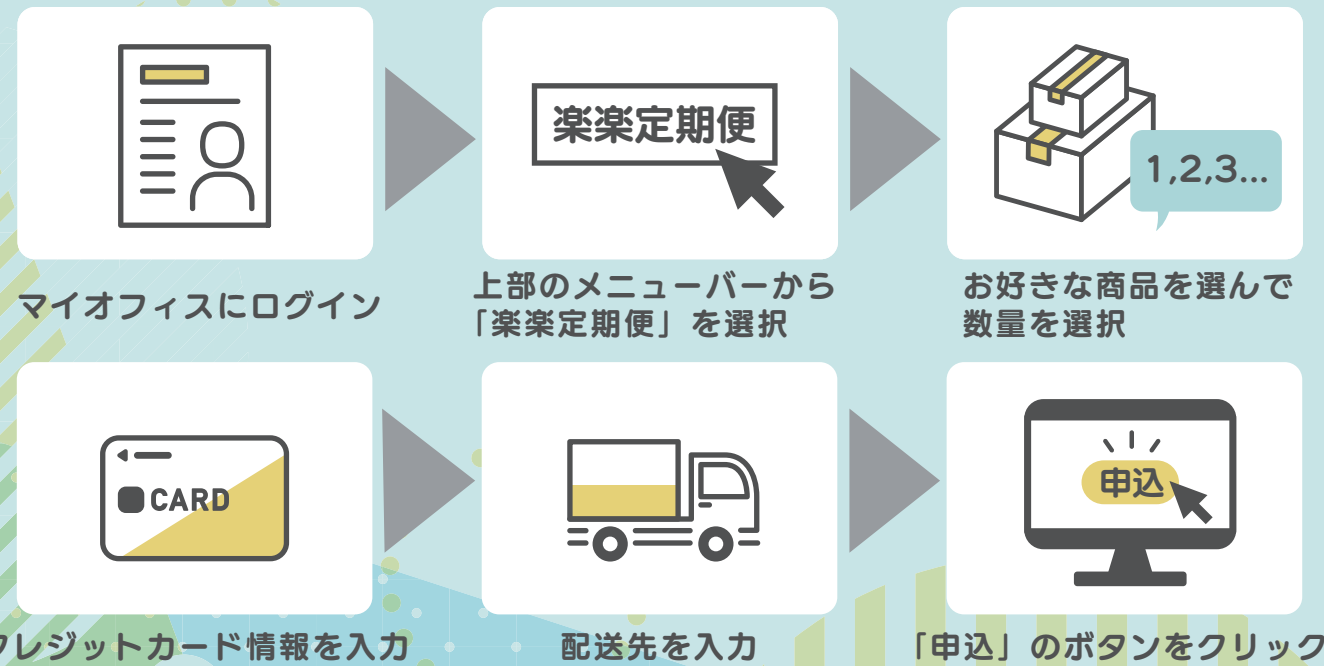 楽楽定期便
1,2,3...
マイオフィスにログイン
上部のメニューバーから
「楽楽定期便」を選択
お好きな商品を選んで
数量を選択
CARD
申込
クレジットカード情報を入力
配送先を入力
「申込」のボタンをクリック